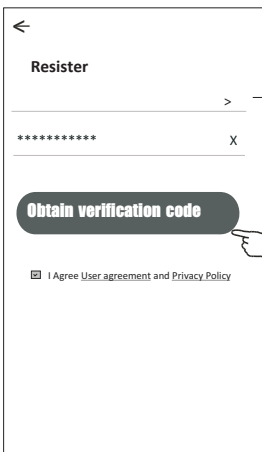 Resister
>
*********** X
Obtain verification code
I Agree User agreement and Privacy Policy